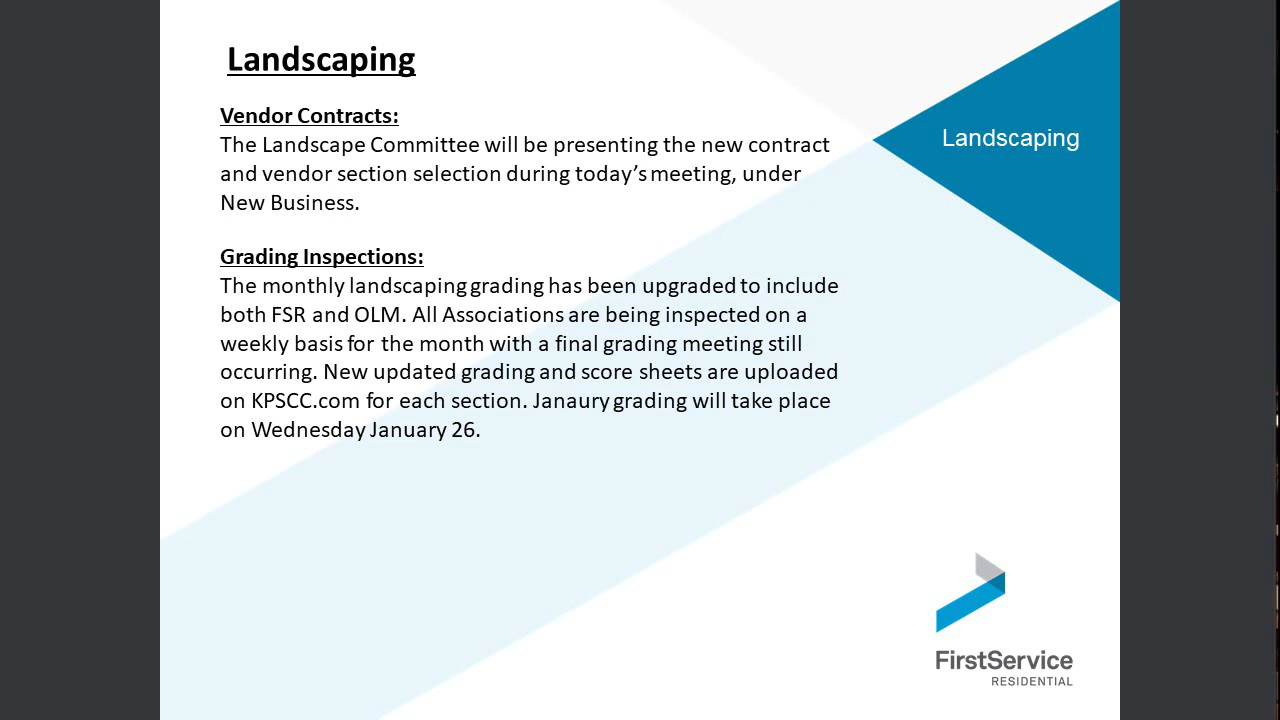 Landscaping
Landscaping
Vendor Contracts:
The Landscape Committee will be presenting the new contract
and vendor section selection during today's meeting, under
New Business.
Grading Inspections:
The monthly landscaping grading has been upgraded to include
both FSR and OLM. All Associations are being inspected on a
weekly basis for the month with a final grading meeting still
occurring. New updated grading and score sheets are uploaded
on KPSCC.com for each section. Janaury grading will take place
on Wednesday January 26.
FirstService
RESIDENTIAL